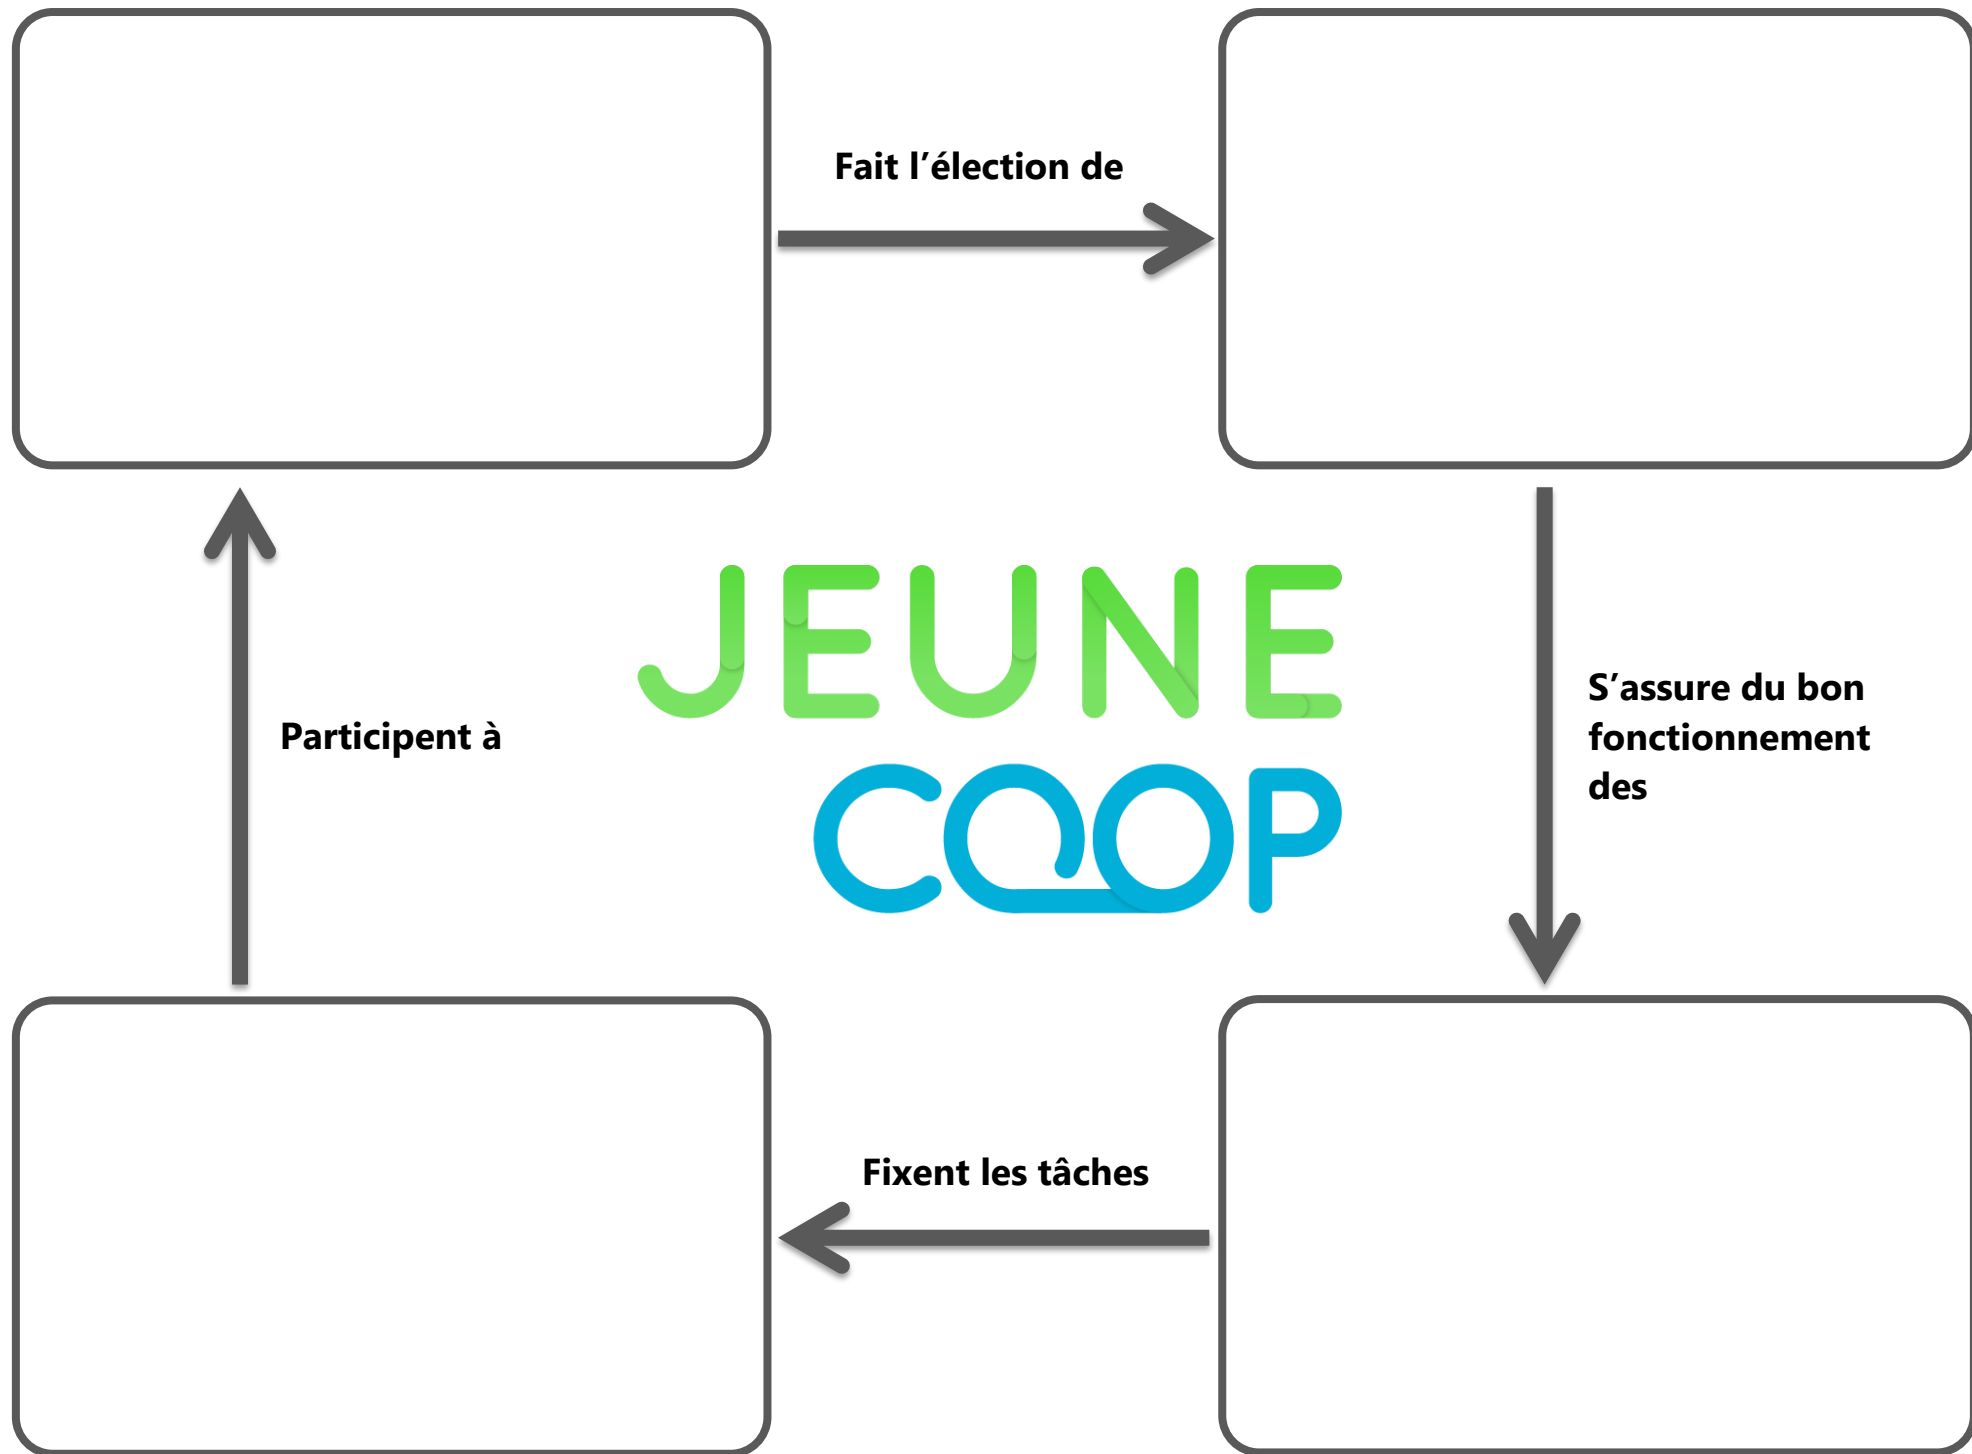 Fait l’élection de
JEUNE
COOP
Participent à
S’assure du bon
fonctionnement
des
Fixent les tâches